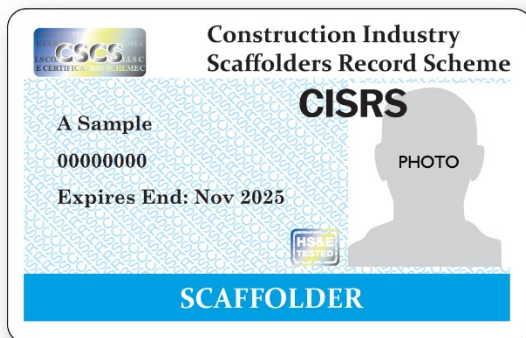 CSCS
Construction Industry
Scaffolders Record Scheme
CISRS
A Sample
00000000
Expires End: Nov 2025
PHOTO
HS&E
TESTED
SCAFFOLDER